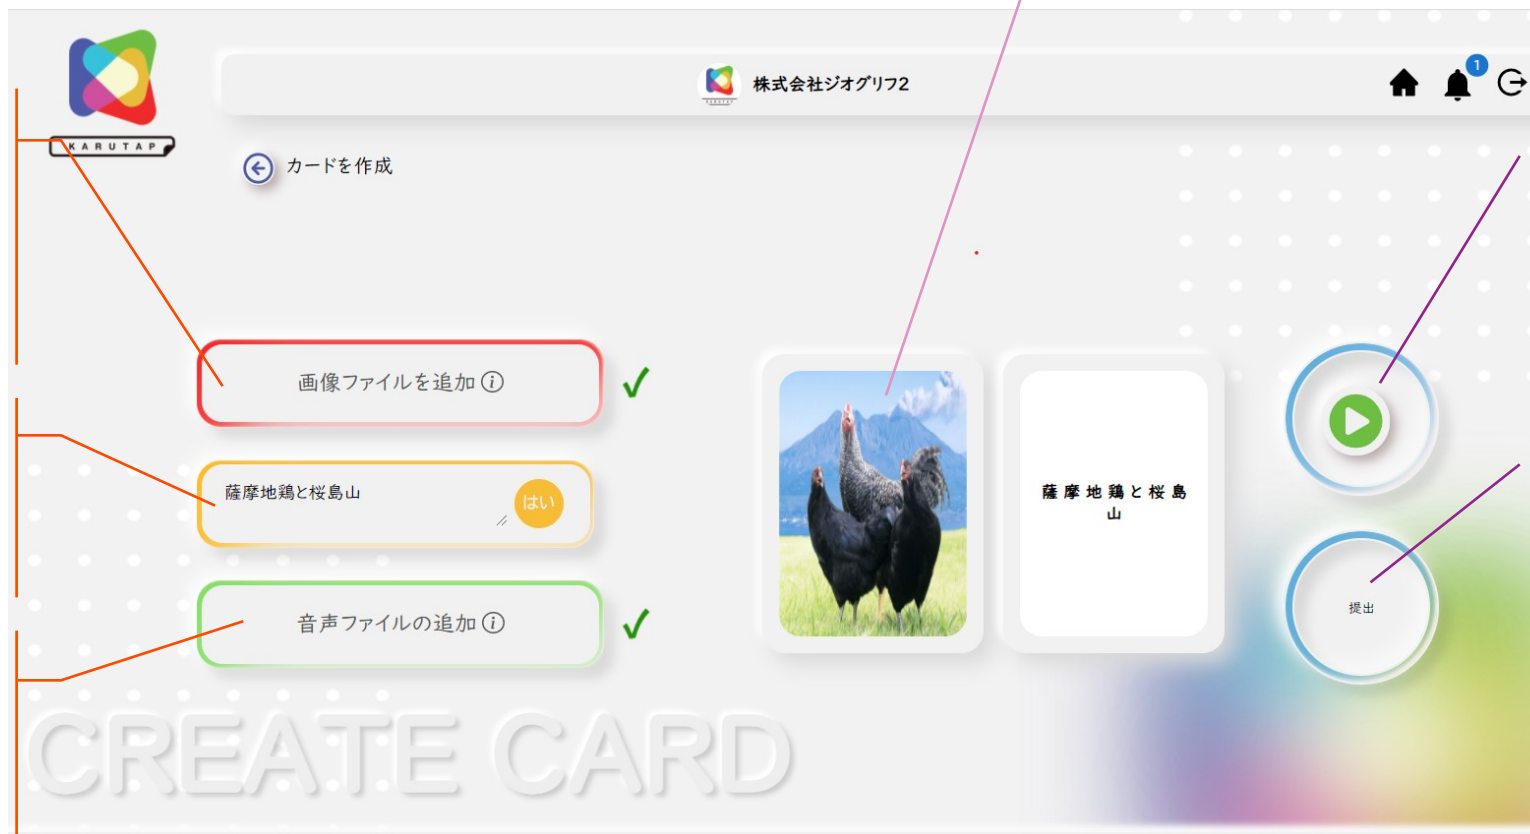 株式会社ジオグリフ2
1
KARUTAP
カードを作成
画像ファイルを追加
薩摩地鶏と桜島山
はい
薩摩地鶏と桜島
山
音声ファイルの追加
提出
CREATE CARD